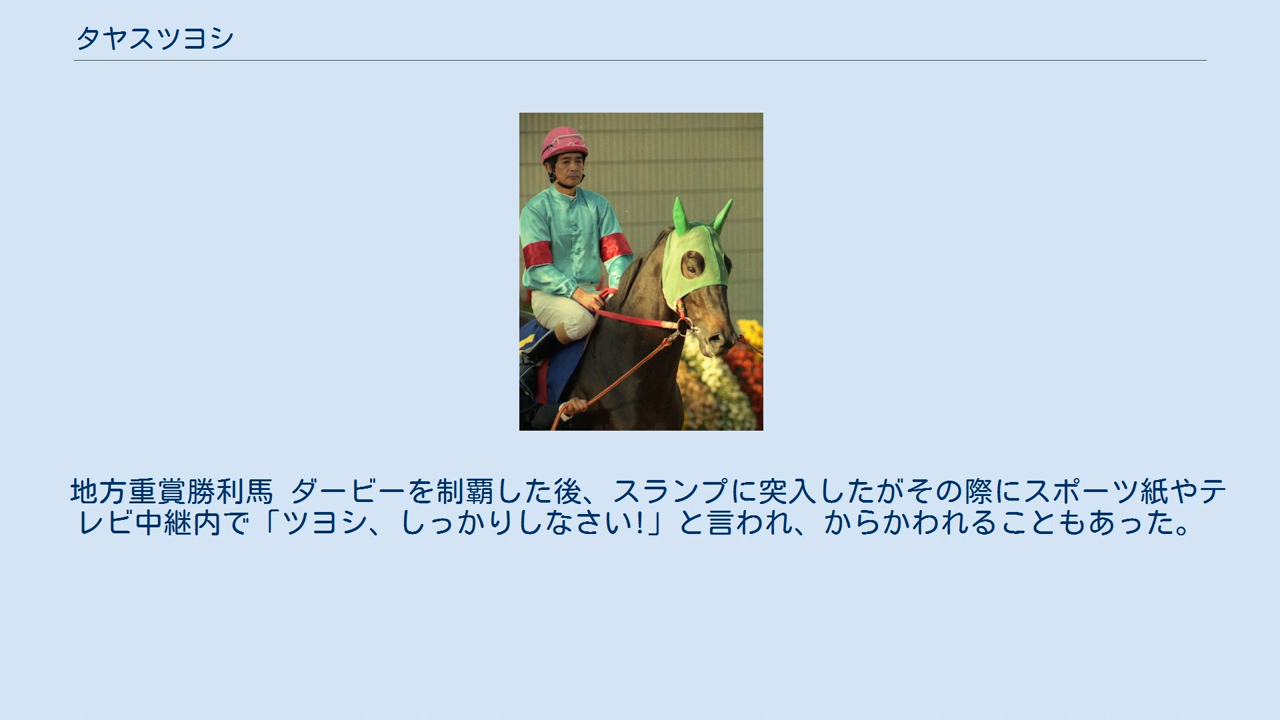 タヤスツヨシ
地方重賞勝利馬 ダービーを制覇した後、スランプに突入したがその際にスポーツ紙やテ
レビ中継内で「ツヨシ、しっかりしなさい!」と言われ、からかわれることもあった。